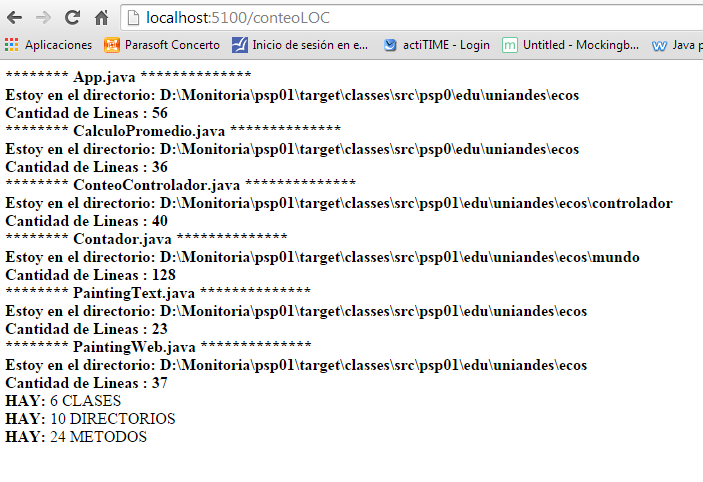 localhost:5100/conteoLOC
Aplicaciones Parasoft Concerto Inicio de sesión en e... actiTIME - Login Untitled - Mockingb... Java p
******** App.java **************
Estoy en el directorio: D:\Monitoria\psp01\target\classes\src\psp0\edu\uniandes\ecos
Cantidad de Lineas : 56
******** CalculoPromedio.java **************
Estoy en el directorio: D:\Monitoria\psp01\target\classes\src\psp0\edu\uniandes\ecos
Cantidad de Lineas : 36
******** ConteoControlador.java **************
Estoy en el directorio: D:\Monitoria\psp01\target\classes\src\psp01\edu\uniandes\ecos\controlador
Cantidad de Lineas : 40
******** Contador.java **************
Estoy en el directorio: D:\Monitoria\psp01\target\classes\src\psp01\edu\uniandes\ecos\mundo
Cantidad de Lineas : 128
******** PaintingText.java **************
Estoy en el directorio: D:\Monitoria\psp01\target\classes\src\psp01\edu\uniandes\ecos
Cantidad de Lineas : 23
******** PaintingWeb.java **************
Estoy en el directorio: D:\Monitoria\psp01\target\classes\src\psp01\edu\uniandes\ecos
Cantidad de Lineas : 37
HAY: 6 CLASES
HAY: 10 DIRECTORIOS
HAY: 24 METODOS